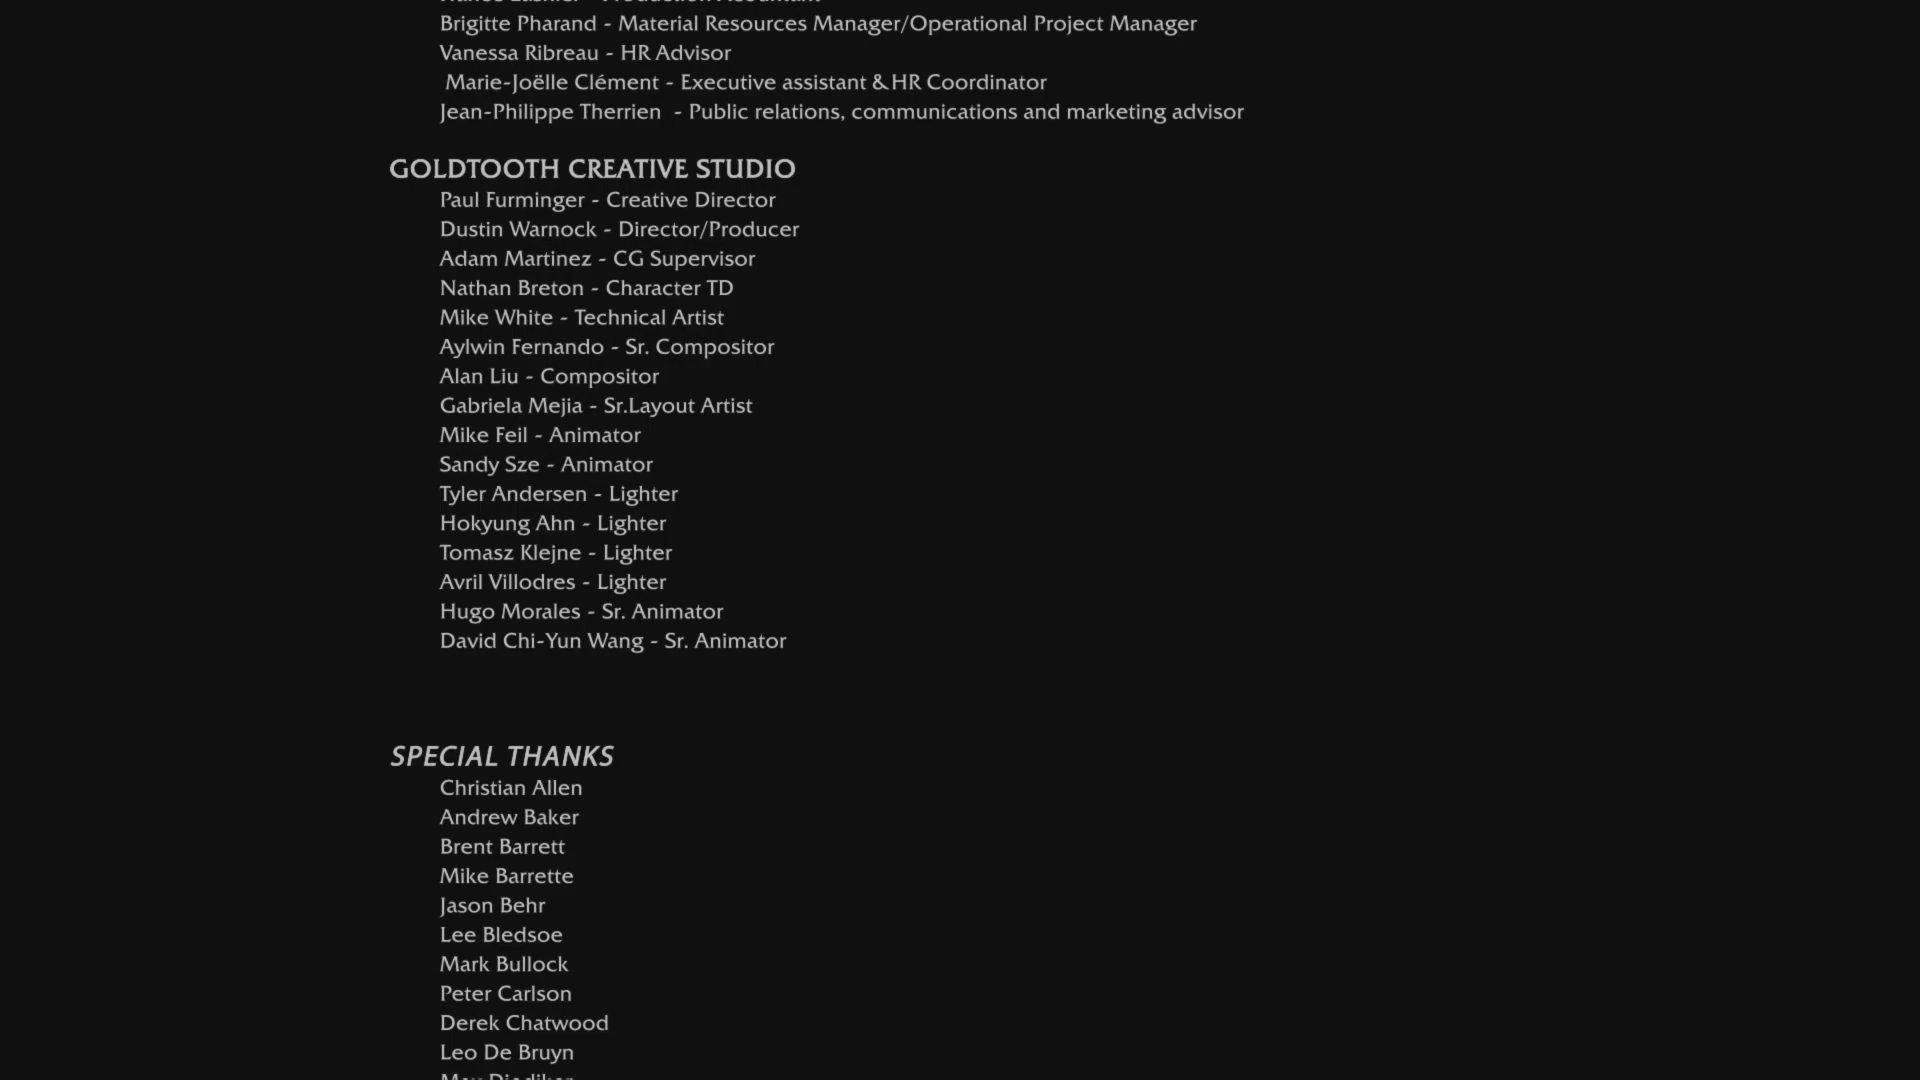 Brigitte Pharand - Material Resources Manager/Operational Project Manager
Vanessa Ribreau - HR Advisor
Marie-Joëlle Clément - Executive assistant & HR Coordinator
Jean-Philippe Therrien - Public relations, communications and marketing advisor
GOLDTOOTH CREATIVE STUDIO
Paul Furminger - Creative Director
Dustin Warnock - Director/Producer
Adam Martinez - CG Supervisor
Nathan Breton - Character TD
Mike White - Technical Artist
Aylwin Fernando - Sr. Compositor
Alan Liu - Compositor
Gabriela Mejia - Sr.Layout Artist
Mike Feil - Animator
Sandy Sze - Animator
Tyler Andersen - Lighter
Hokyung Ahn - Lighter
Tomasz Klejne - Lighter
Avril Villodres - Lighter
Hugo Morales - Sr. Animator
David Chi-Yun Wang - Sr. Animator
SPECIAL THANKS
Christian Allen
Andrew Baker
Brent Barrett
Mike Barrette
Jason Behr
Lee Bledsoe
Mark Bullock
Peter Carlson
Derek Chatwood
Leo De Bruyn